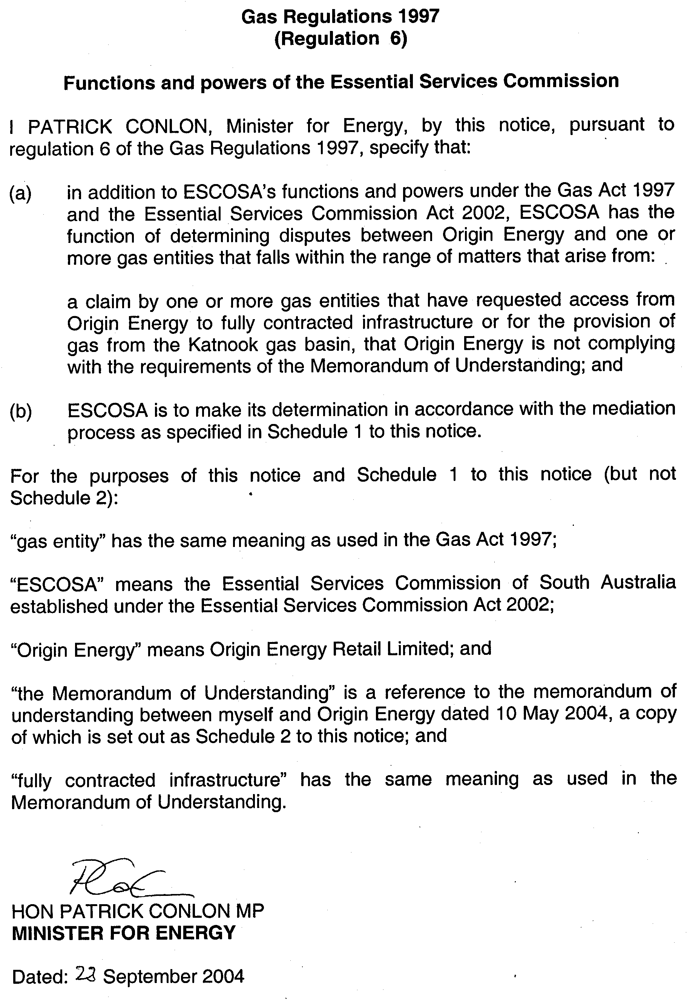 Gas Regulations 1997
(Regulation 6)
Functions and powers of the Essential Services Commission
I PATRICK CONLON, Minister for Energy, by this notice, pursuant to
regulation 6 of the Gas Regulations 1997, specify that:
(a) in addition to ESCOSA's functions and powers under the Gas Act 1997
and the Essential Services Commission Act 2002, ESCOSA has the
function of determining disputes between Origin Energy and one or
more gas entities that falls within the range of matters that arise from:
a claim by one or more gas entities that have requested access from
Origin Energy to fully contracted infrastructure or for the provision of
gas from the Katnook gas basin, that Origin Energy is not complying
with the requirements of the Memorandum of Understanding; and
(b) ESCOSA is to make its determination in accordance with the mediation
process as specified in Schedule 1 to this notice.
For the purposes of this notice and Schedule 1 to this notice (but not
Schedule 2):
“gas entity” has the same meaning as used in the Gas Act 1997;
“ESCOSA” means the Essential Services Commission of South Australia
established under the Essential Services Commission Act 2002;
“Origin Energy” means Origin Energy Retail Limited; and
“the Memorandum of Understanding” is a reference to the memorandum of
understanding between myself and Origin Energy dated 10 May 2004, a copy
of which is set out as Schedule 2 to this notice; and
“fully contracted infrastructure” has the same meaning as used in the
Memorandum of Understanding.
HON PATRICK CONLON MP
MINISTER FOR ENERGY
Dated: September 2004